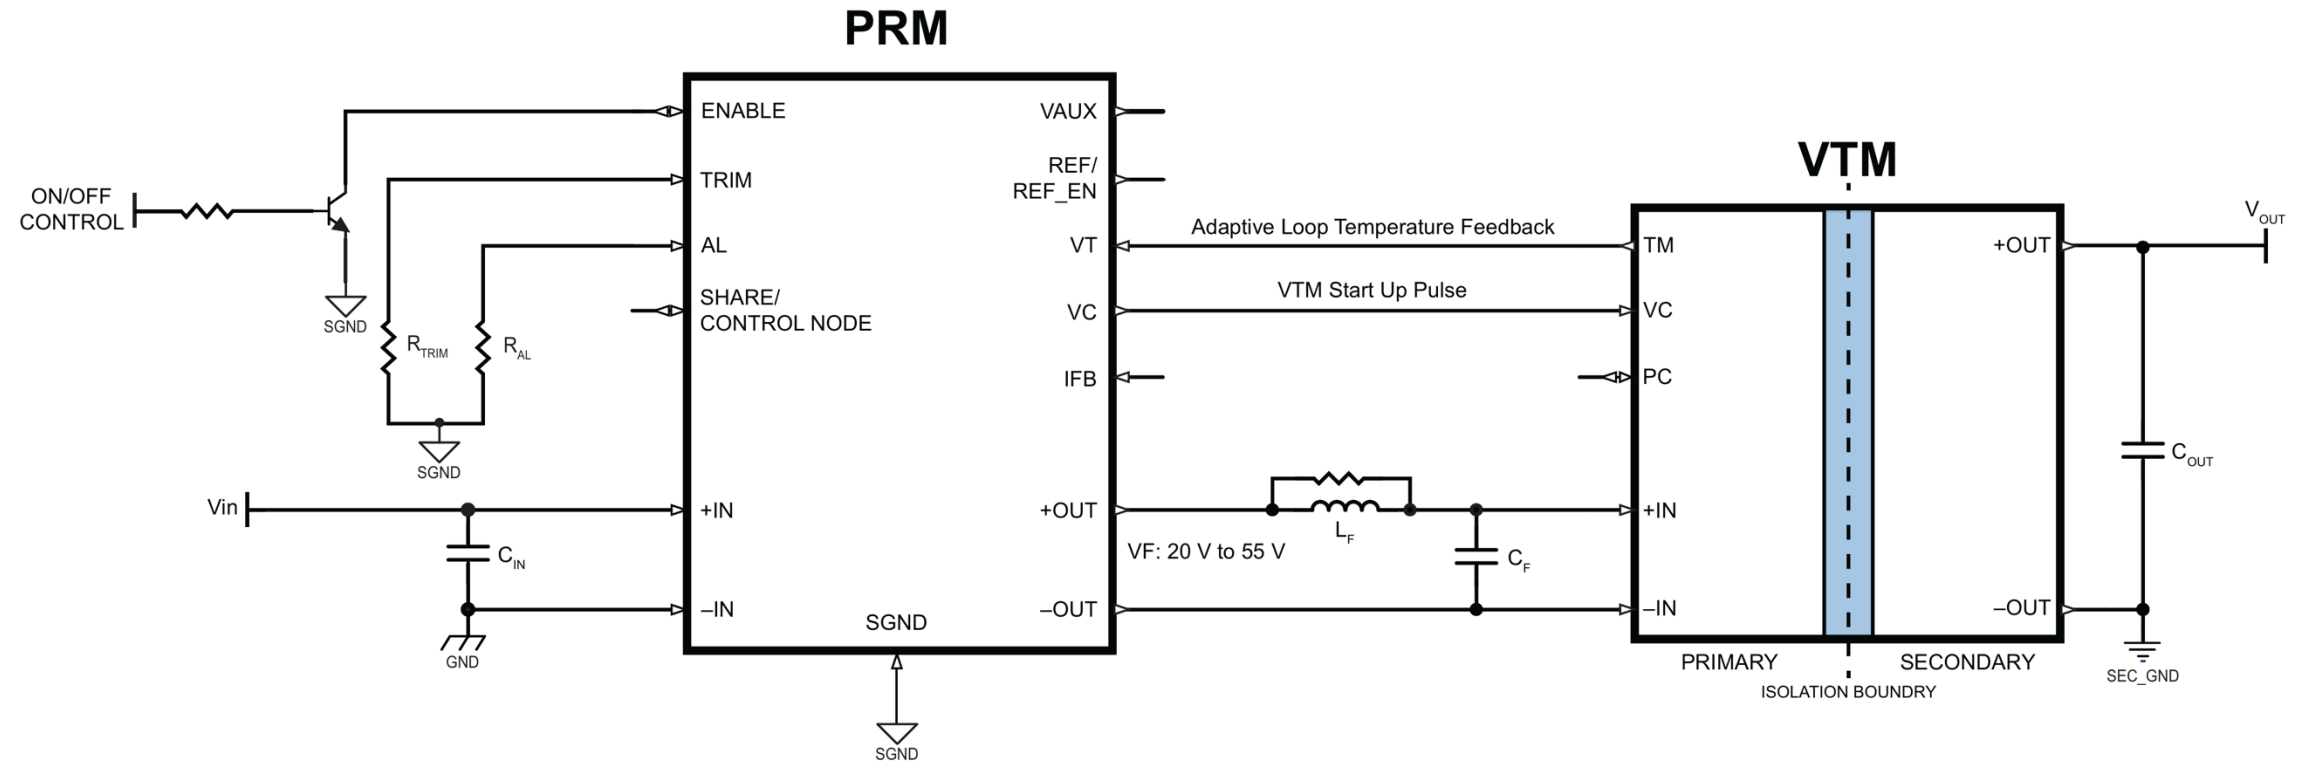 PRM
VTM
ON/OFF
CONTROL
SGND
ENABLE
TRIM
AL
SHARE/
CONTROL NODE
RTRIM
RAL
SGND
Vin
CIN
GND
+IN
–IN
SGND
SGND
VAUX
REF/
REF_EN
VT
VC
IFB
+OUT
–OUT
Adaptive Loop Temperature Feedback
VTM Start Up Pulse
LF
VF: 20 V to 55 V
CF
TM
VC
PC
+IN
–IN
+OUT
–OUT
PRIMARY
SECONDARY
ISOLATION BOUNDRY
VOUT
COUT
SEC_GND